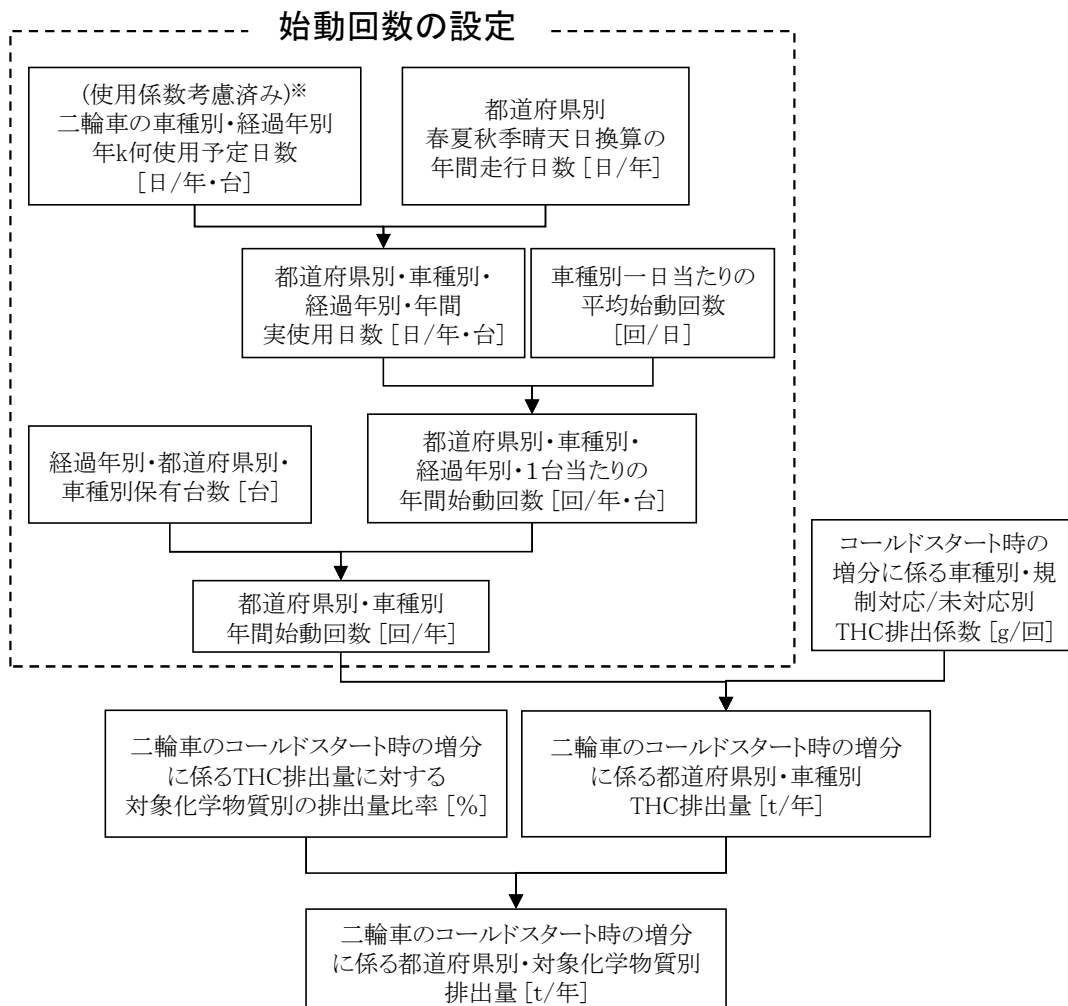 始動回数の設定
(使用係数考慮済み)※
二輪車の車種別・経過年別
年k何使用予定日数
[日/年・台]
都道府県別
春夏秋季晴天日換算の
年間走行日数[日/年]
都道府県別・車種別・
経過年別・年間
実使用日数[日/年・台]
車種別一日当たりの
平均始動回数
[回/日]
経過年別・都道府県別・
車種別保有台数[台]
都道府県別・車種別・
経過年別・1台当たりの
年間始動回数[回/年・台]
都道府県別・車種別
年間始動回数[回/年]
コールドスタート時の
増分に係る車種別・規
制対応/未対応別
THC排出係数[g/回]
二輪車のコールドスタート時の増分
に係るTHC排出量に対する
対象化学物質別の排出量比率[%]
二輪車のコールドスタート時の増分
に係る都道府県別・車種別
THC排出量[t/年]
二輪車のコールドスタート時の増分
に係る都道府県別・対象化学物質別
排出量[t/年]